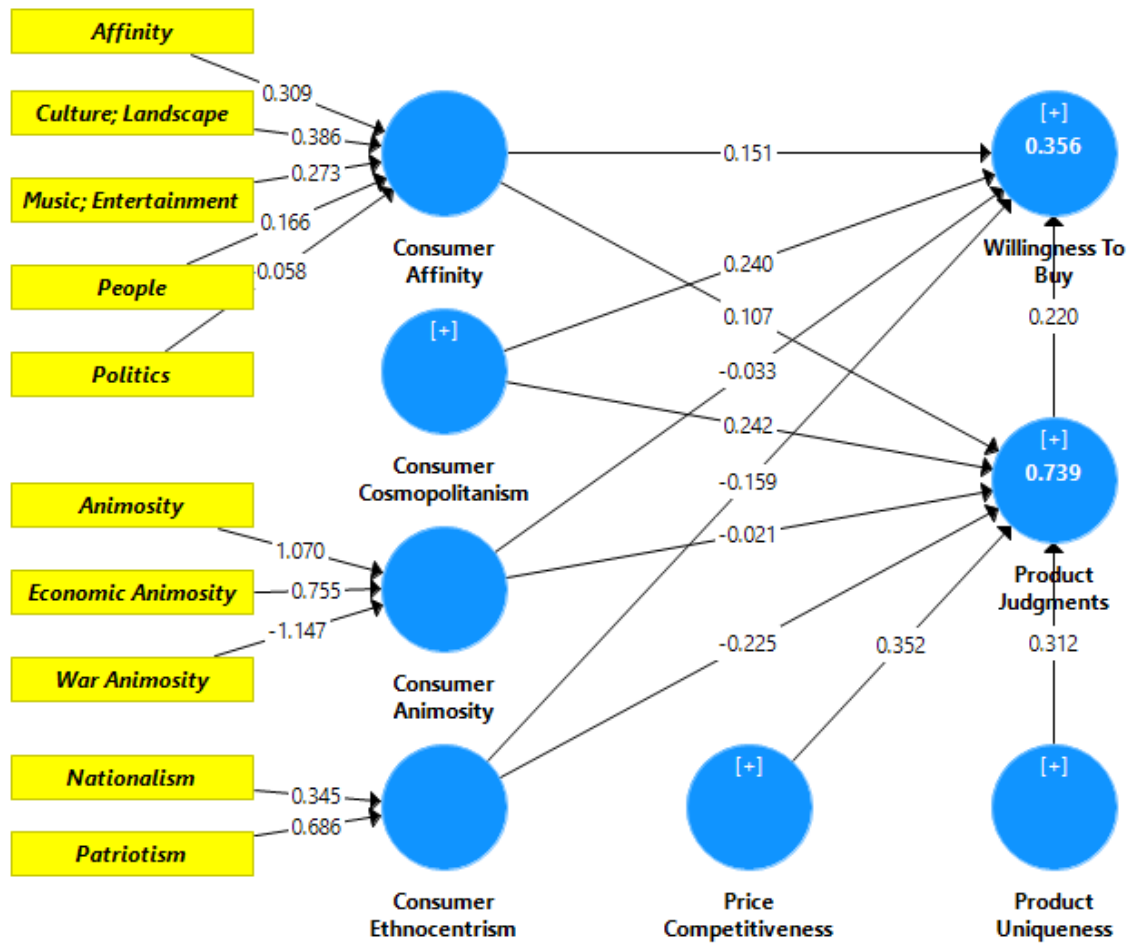 Affinity
0.309
Culture; Landscape
0.386
[+]
0.356
0.151
0.273
Music; Entertainment
0.166
Consumer
Affinity
Willingness To
Buy
0.240
0.058
People
0.107
0.220
[+]
Politics
-0.033
0.242
[+]
0.739
Consumer
Cosmopolitanism
-0.159
Animosity
-0.021
1.070
Economic Animosity
0.755
Product
Judgments
-1.147
-0.225
0.352
0.312
War Animosity
Consumer
Animosity
Nationalism
[+]
[+]
0.345
0.686
Patriotism
Consumer
Ethnocentrism
Price
Competitiveness
Product
Uniqueness